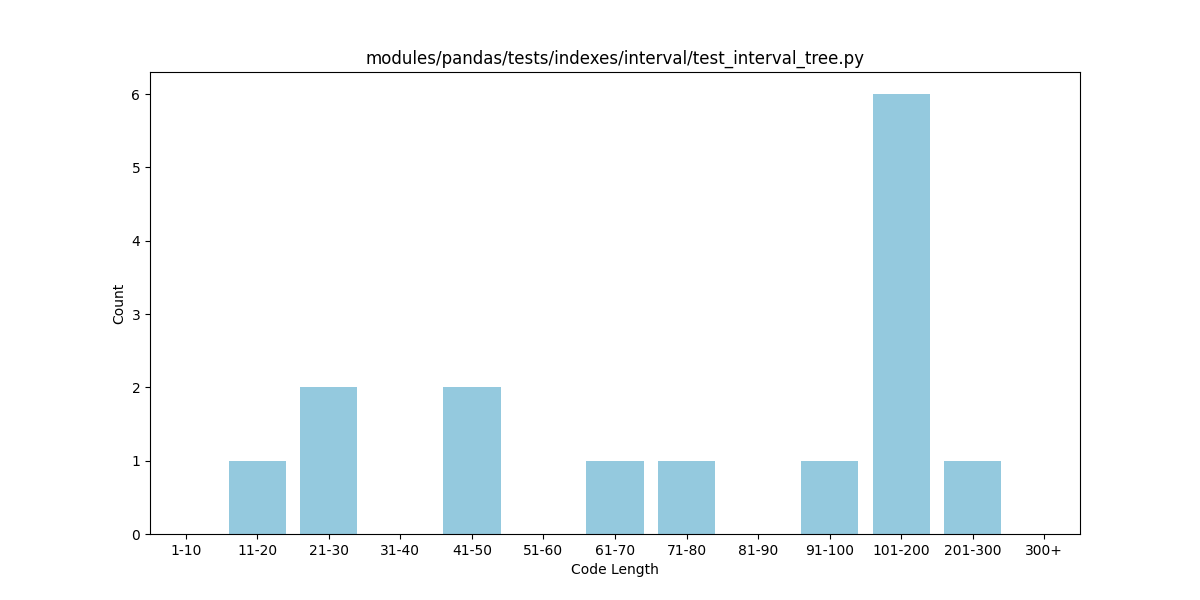 modules/pandas/tests/indexes/interval/test_interval_tree.py
6
5
4
3
2
1
0
Count
1-10 11-20 21-30 31-40 41-50 51-60 61-70 71-80 81-90 91-100 101-200 201-300 300+
Code Length